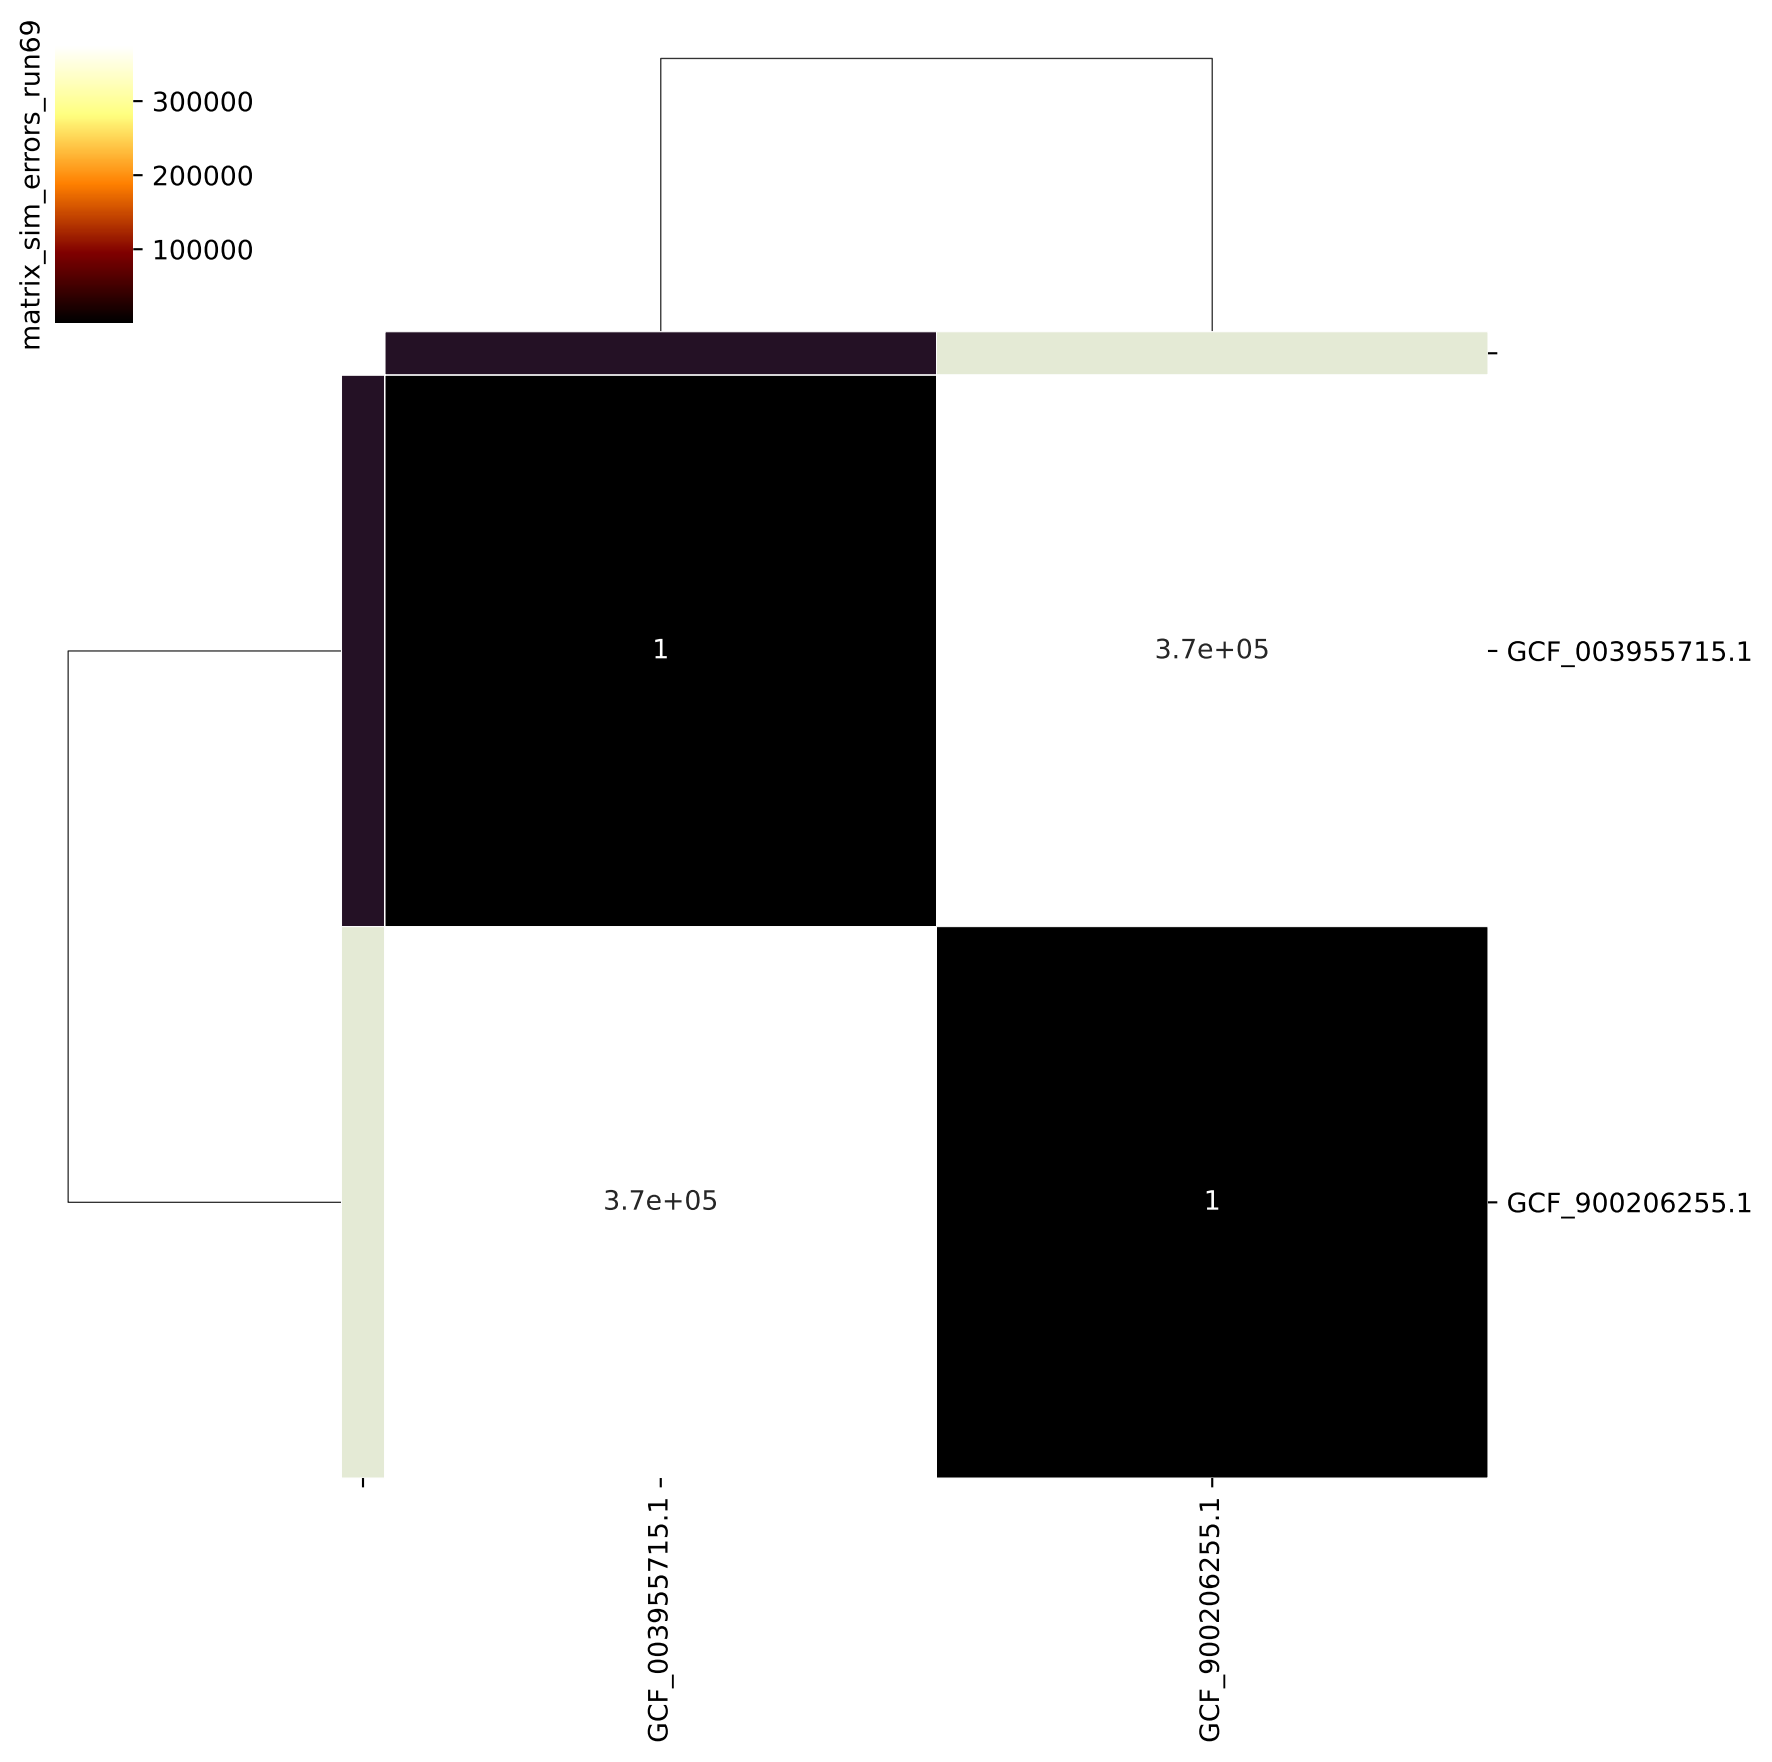 matrix_sim_errors_run69
300000
200000
100000
1
3.7e+05
GCF_003955715.1
3.7e+05
1
GCF_900206255.1
GCF_003955715.1
GCF_900206255.1